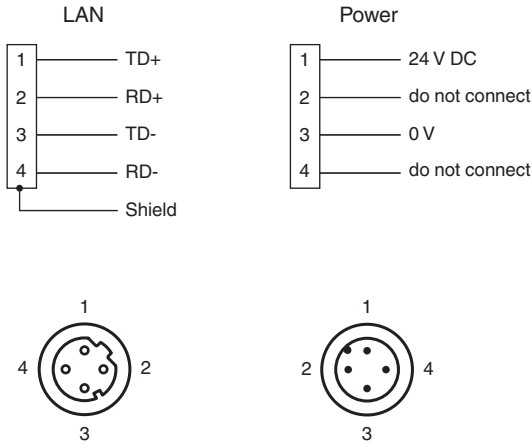 LAN
1 TD+
2 RD+
3 TD-
4 RD-
Shield
Power
1 24 V DC
2 do not connect
3 0 V
4 do not connect
1
4 2
3
1
2 4
3